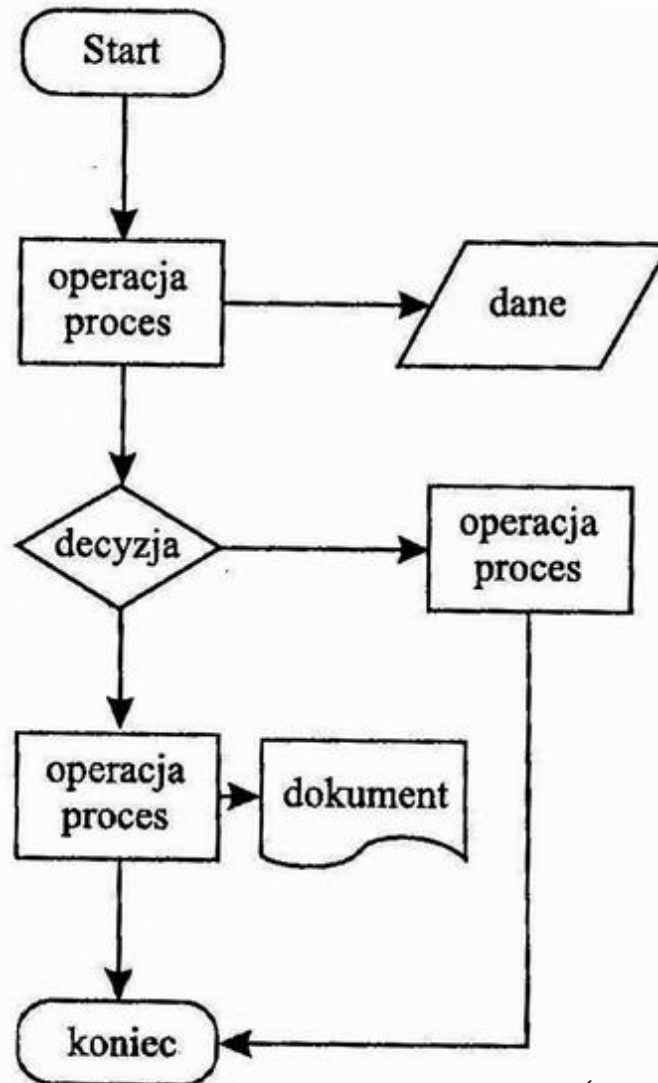 Start
operacja
proces
dane
decyzja
operacja
proces
operacja
proces
dokument
koniec